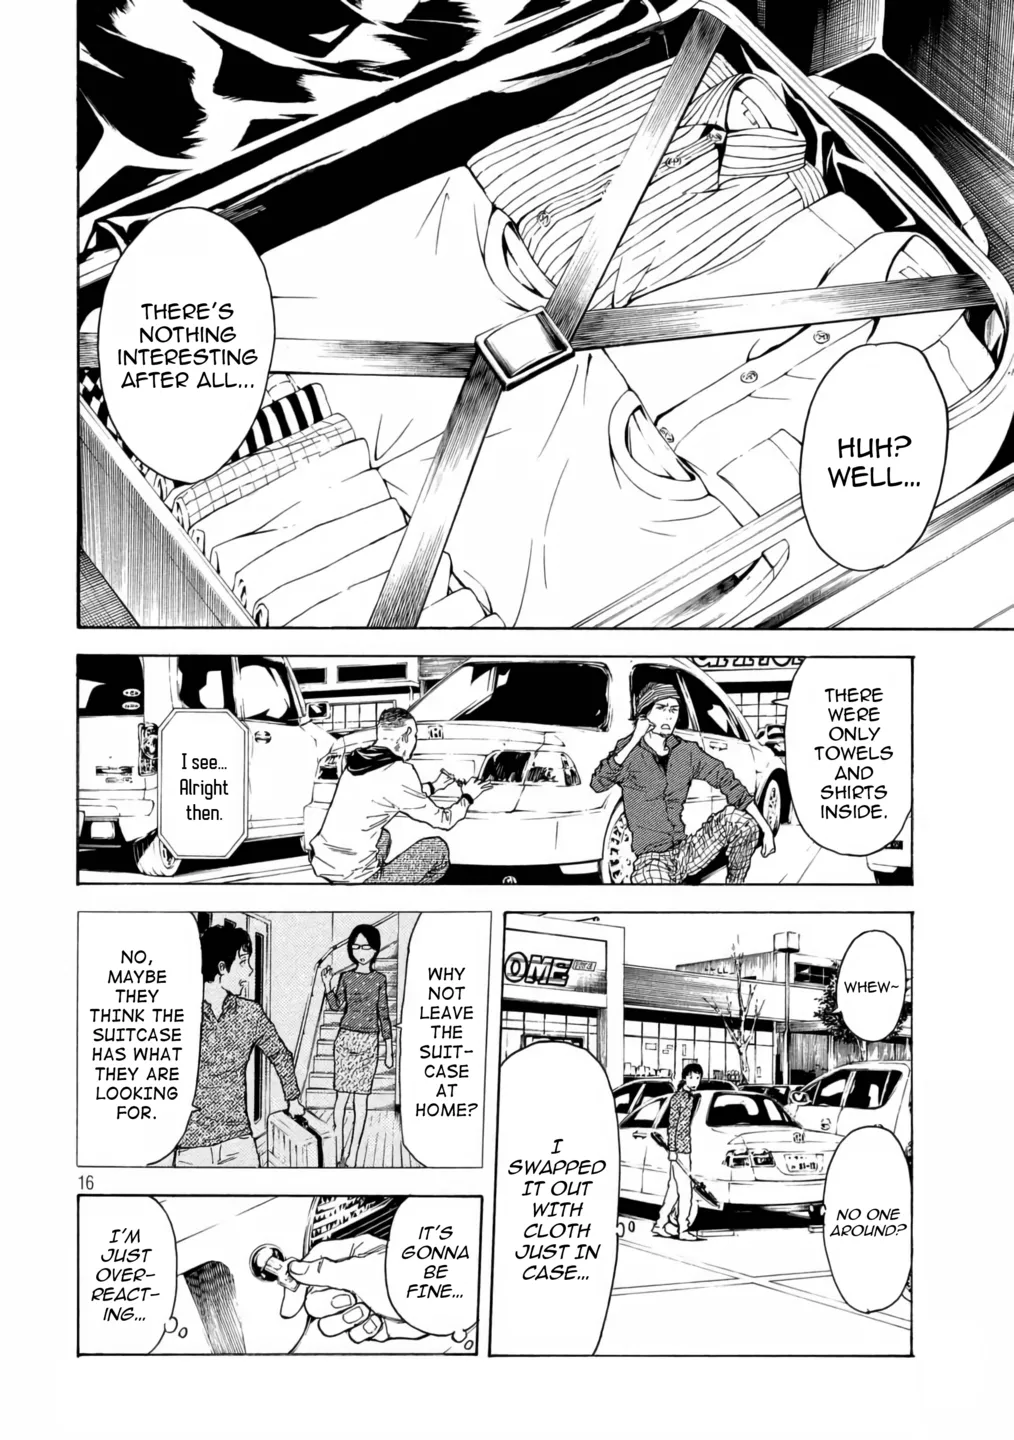 HUH?
WELL...
THERE'S
NOTHING
INTERESTING
AFTER ALL...
THERE
WERE
ONLY
TOWELS
AND
SHIRTS
INSIDE.
I see...
Alright
then.
WHEW~
NO ONE
AROUND?
OME
I
SWAPPED
IT OUT
WITH
CLOTH
JUST IN
CASE...
WHY
NOT
LEAVE
THE
SUIT-
CASE
AT
HOME?
NO,
MAYBE
THEY
THINK THE
SUITCASE
HAS WHAT
THEY ARE
LOOKING
FOR.
IT'S
GONNA
BE
FINE...
I'M
JUST
OVER-
REACT-
ING...
16